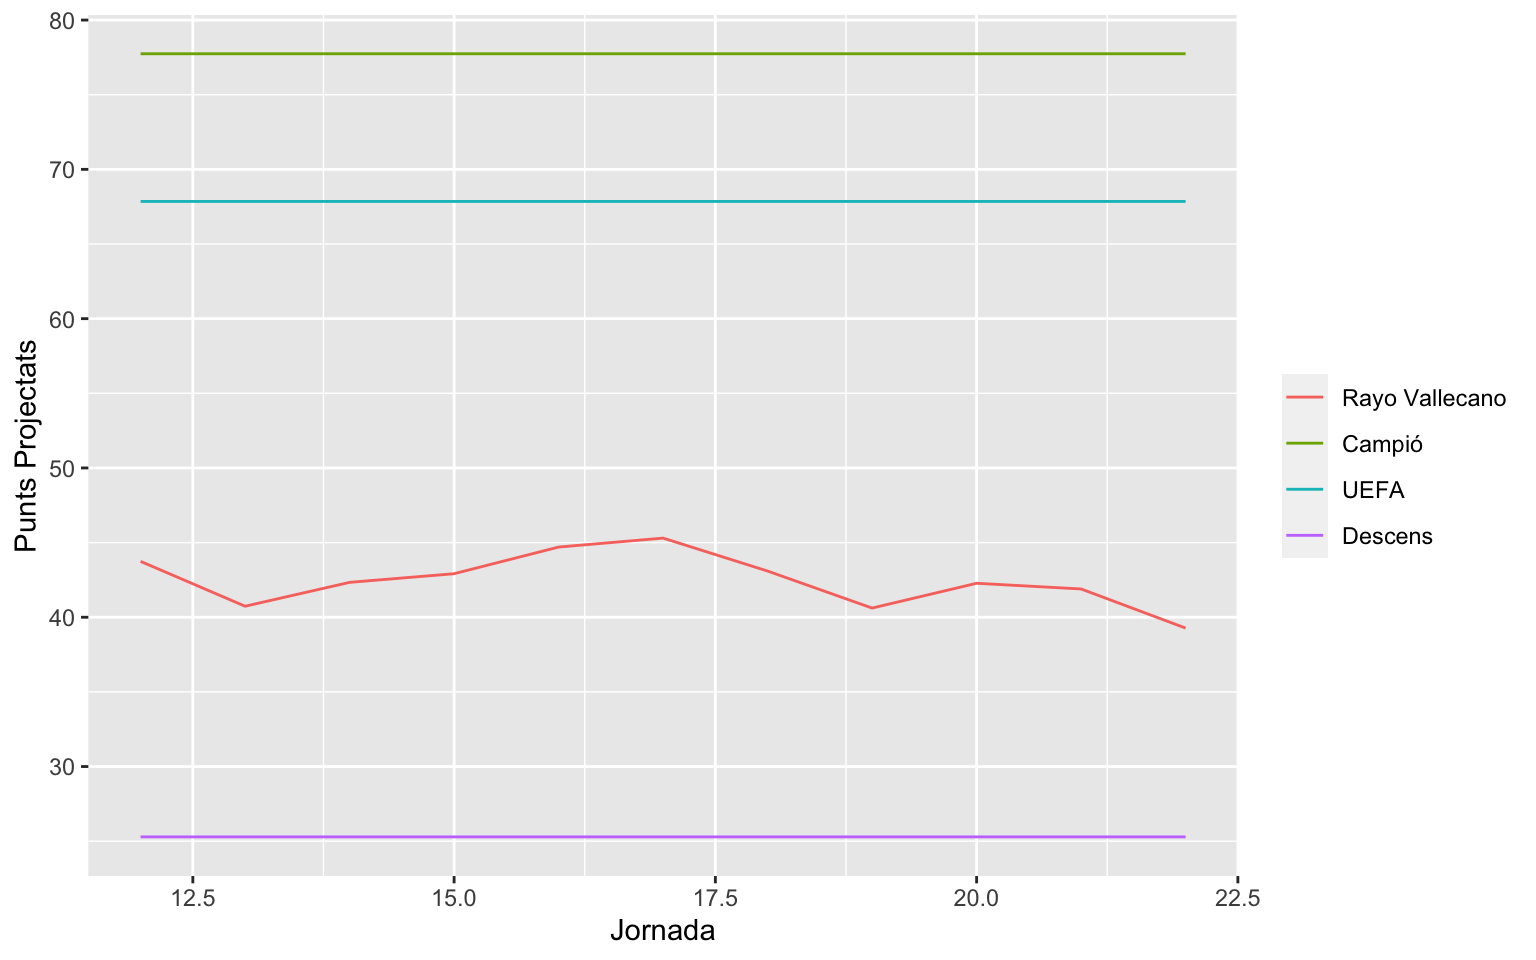 80
70
60
50
40
30
Punts Projectats
12.5 15.0 17.5 20.0 22.5
Jornada
Rayo Vallecano
Campió
UEFA
Descens